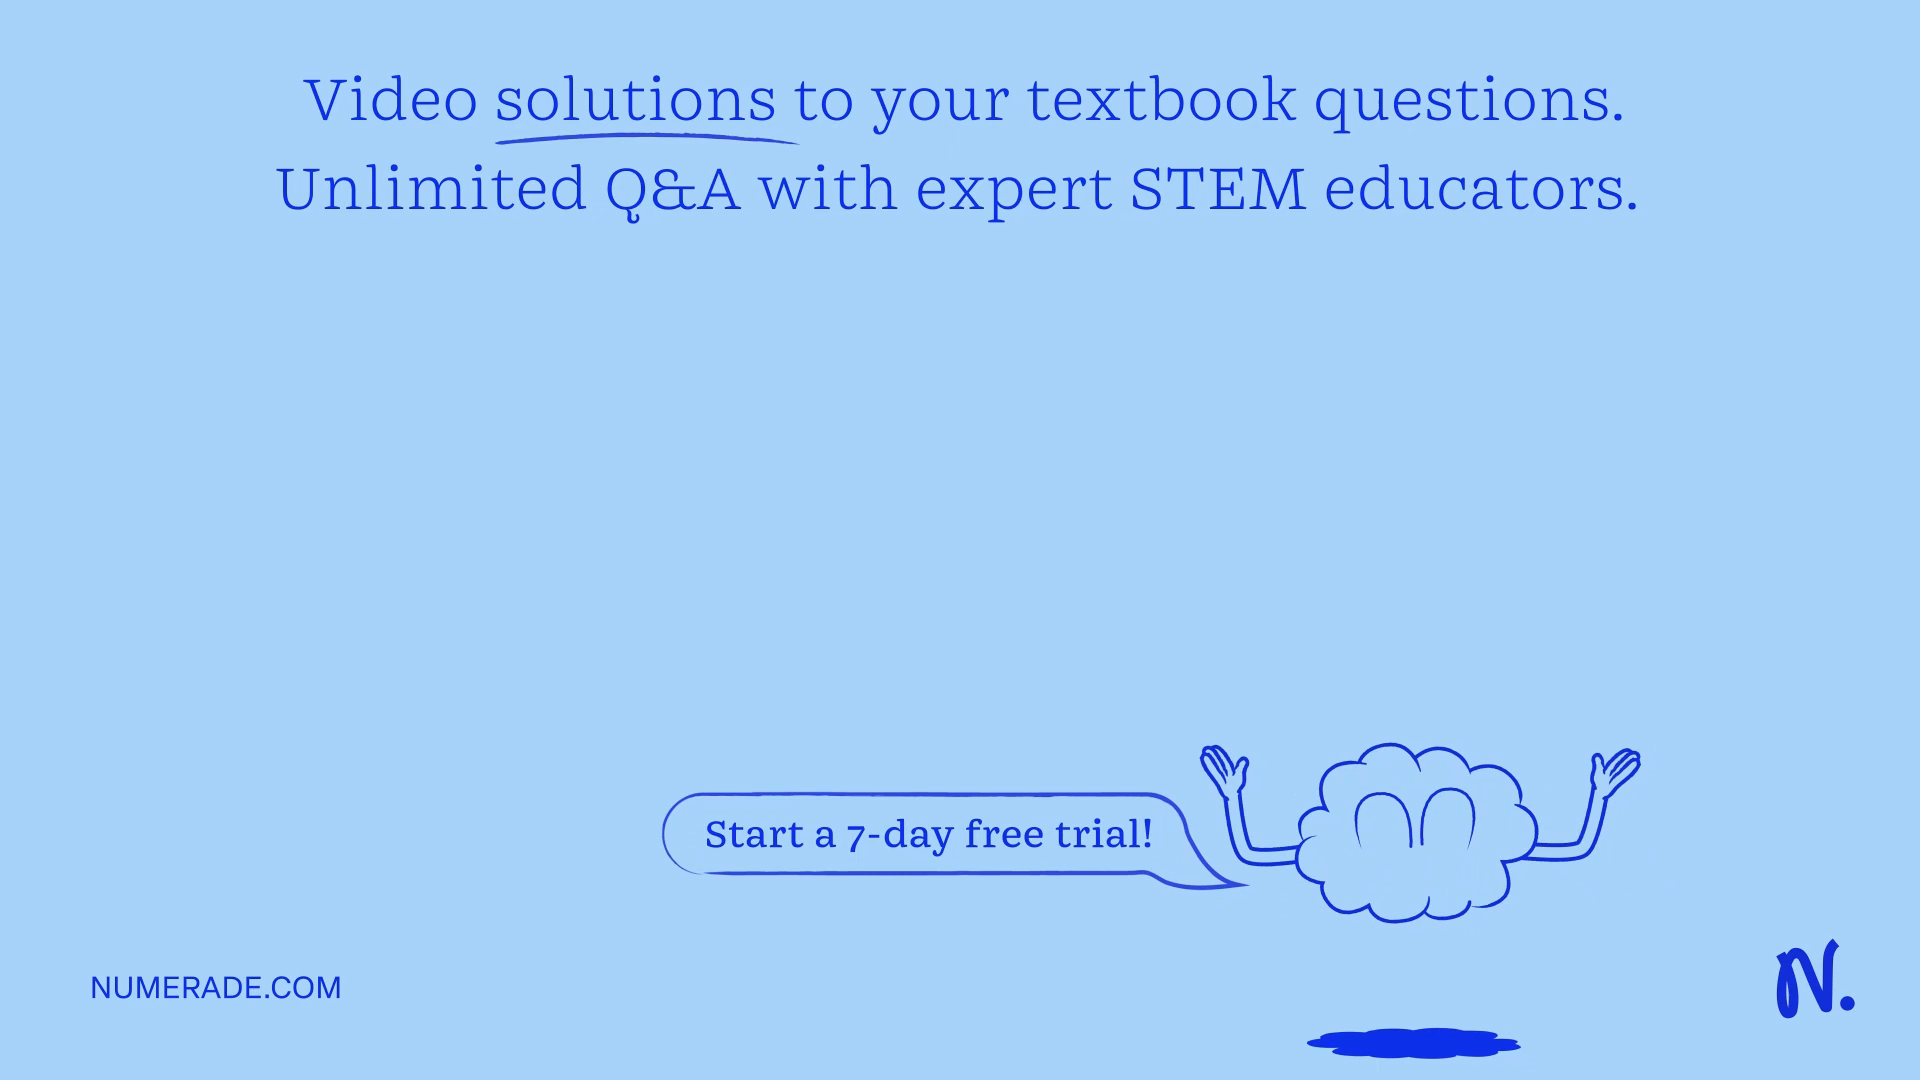 Video solutions to your textbook questions.
Unlimited Q&A with expert STEM educators.
Start a 7-day free trial!
NUMERADE.COM
N.